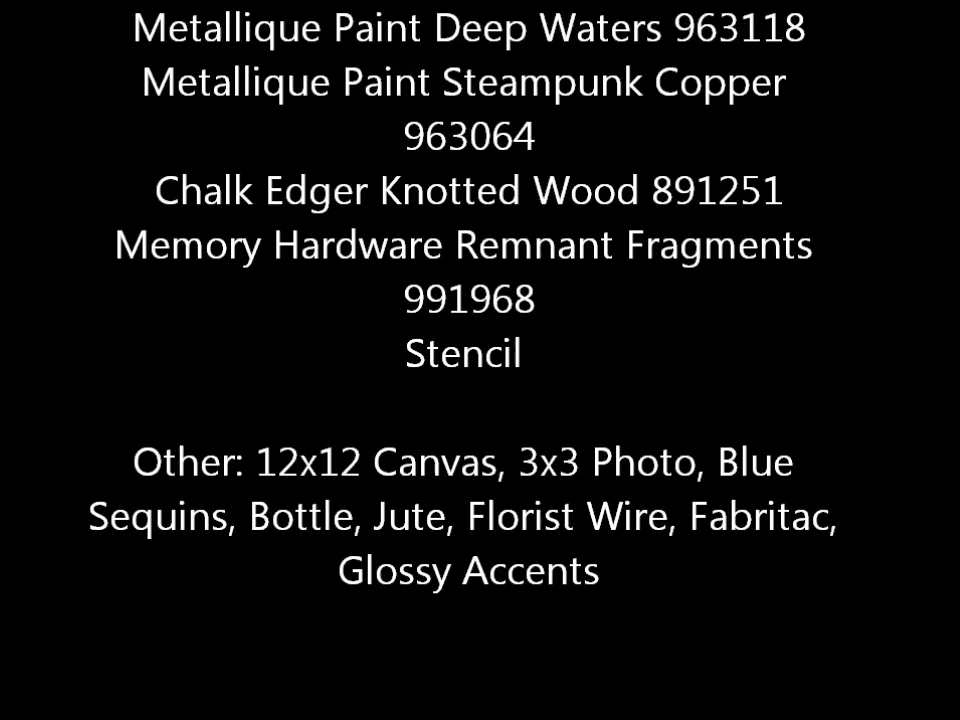 Metallique Paint Deep Waters 963118
Metallique Paint Steampunk Copper
963064
Chalk Edger Knotted Wood 891251
Memory Hardware Remnant Fragments
991968
Stencil
Other: 12x12 Canvas, 3x3 Photo, Blue
Sequins, Bottle, Jute, Florist Wire, Fabritac,
Glossy Accents